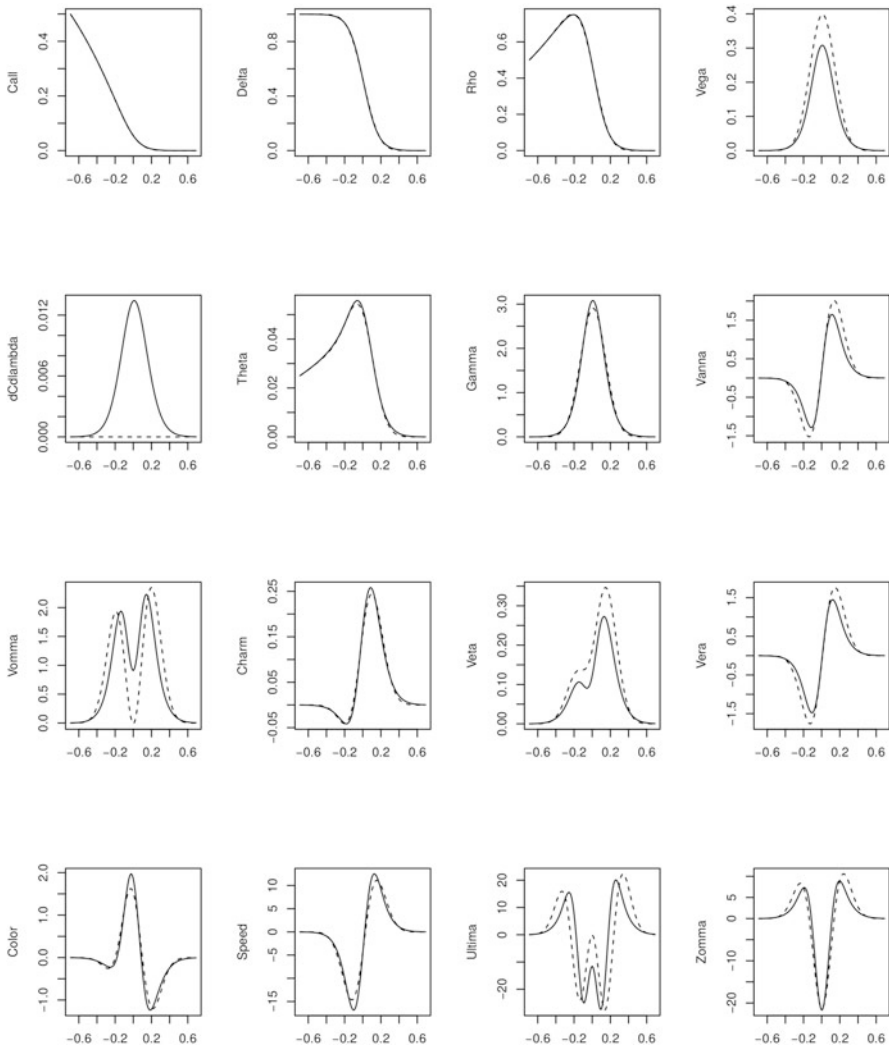 Call
0.0 0.2 0.4
−0.6 −0.2 0.2 0.6
Delta
0.0 0.4 0.8
−0.6 −0.2 0.2 0.6
Rho
0.0 0.2 0.4 0.6
−0.6 −0.2 0.2 0.6
Vega
0.0 0.1 0.2 0.3 0.4
−0.6 −0.2 0.2 0.6
dCdlambda
0.000 0.006 0.012
−0.6 −0.2 0.2 0.6
Theta
0.00 0.02 0.04
−0.6 −0.2 0.2 0.6
Gamma
0.0 1.0 2.0 3.0
−0.6 −0.2 0.2 0.6
Vanna
−1.5 −0.5 0.5 1.5
−0.6 −0.2 0.2 0.6
Vomma
0.0 0.5 1.0 1.5 2.0
−0.6 −0.2 0.2 0.6
Charm
−0.05 0.05 0.15 0.25
−0.6 −0.2 0.2 0.6
Veta
0.00 0.10 0.20 0.30
−0.6 −0.2 0.2 0.6
Vera
−1.5 −0.5 0.5 1.5
−0.6 −0.2 0.2 0.6
Color
−1.0 0.0 1.0 2.0
−0.6 −0.2 0.2 0.6
Speed
−15 0 10
−0.6 −0.2 0.2 0.6
Ultima
−20 0 10 20
−0.6 −0.2 0.2 0.6
Zomma
−20 −10 0 5
−0.6 −0.2 0.2 0.6